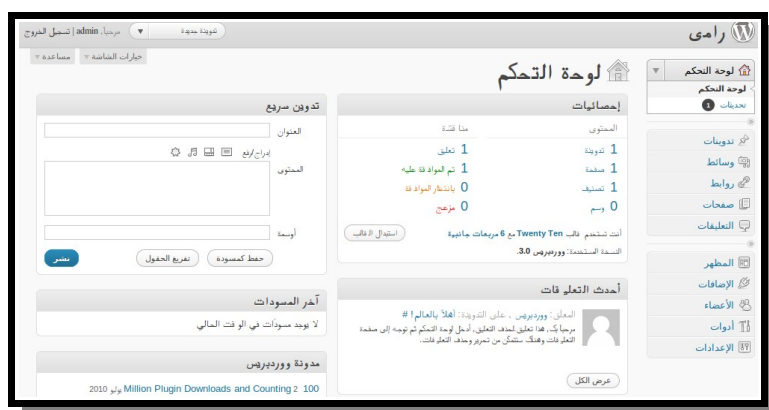 رامى
تدوينة جديدة
مرحباً، admin | تسجيل الخروج
خيارات الشاشة
مساعدة
لوحة التحكم
لوحة التحكم
تحديثات 1
تدوينات
وسائط
روابط
صفحات
التعليقات
المظهر
الإضافات
الأعضاء
أدوات
الإعدادات
لوحة التحكم
إحصائيات
المحتوى
1 تدوينة
1 صفحة
1 تصنيف
0 وسم
مناقشة
1 تعليق
1 تم الموافقة عليه
0 بانتظار الموافقة
0 مزعج
أنت تستخدم قالب Twenty Ten مع 6 مربعات جانبية
استبدال القالب
النسخة المستخدمة: ووردبريس 3.0.
أحدث التعليقات
المعلق: ووردبريس ، على التدوينة: أهلاً بالعالم! #
مرحباً بك, هذا تعليق لحذف التعليق, أدخل لوحة التحكم ثم توجه إلى صفحة
التعليقات وهناك ستتمكّن من تحرير وحذف التعليقات.
عرض الكل
تدوين سريع
العنوان
إدراج/رفع
المحتوى
أوسمة
حفظ كمسودة
تفريغ الحقول
نشر
آخر المسودات
لا يوجد مسودّات في الوقت الحالي
مدونة ووردبريس
100 Million Plugin Downloads and Counting 2 يوليو 2010